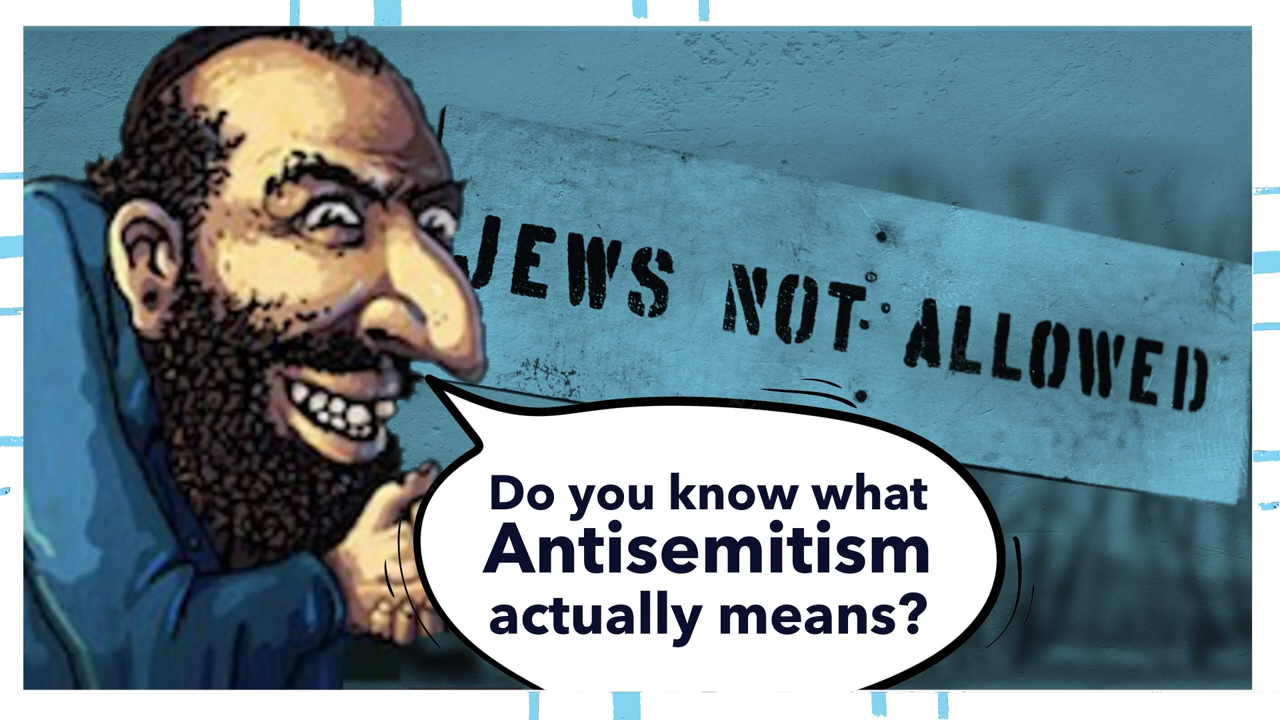 JEWS NOT ALLOWED
Do you know what
Antisemitism
actually means?